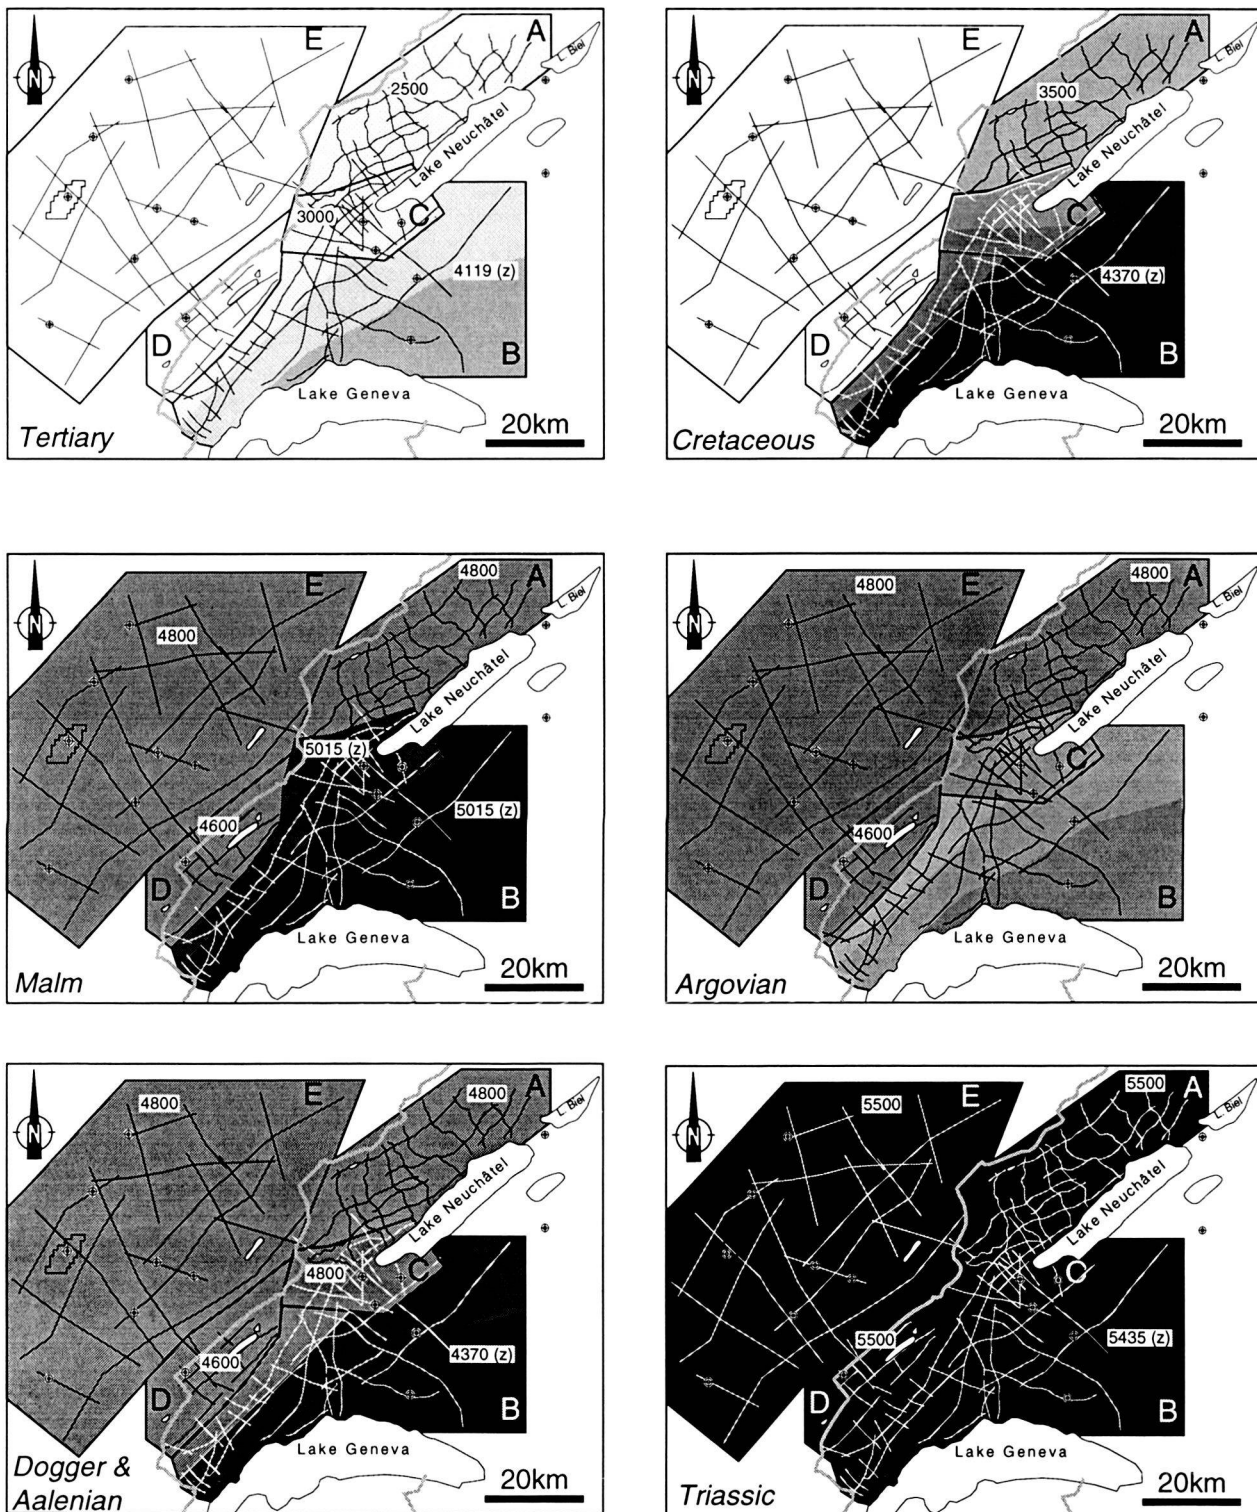 E
A
N
L. Biel
2500
Lake Neuchâtel
3000
C
4119 (z)
D
B
Lake Geneva
Tertiary
20km
E
A
N
L. Biel
3500
Lake Neuchâtel
C
4370 (z)
D
B
Lake Geneva
Cretaceous
20km
4800
E
A
N
L. Biel
4800
Lake Neuchâtel
5015 (z)
5015 (z)
4600
D
B
Lake Geneva
Malm
20km
4800
4800
E
A
N
L. Biel
Lake Neuchâtel
C
4600
D
B
Lake Geneva
Argovian
20km
E
4800
4800
A
N
L. Biel
Lake Neuchâtel
4800
C
4600
4370 (z)
D
B
Lake Geneva
Dogger &
Aalenian
20km
5500
5500
E
A
N
L. Biel
Lake Neuchâtel
C
5500
5435 (z)
D
B
Lake Geneva
Triassic
20km